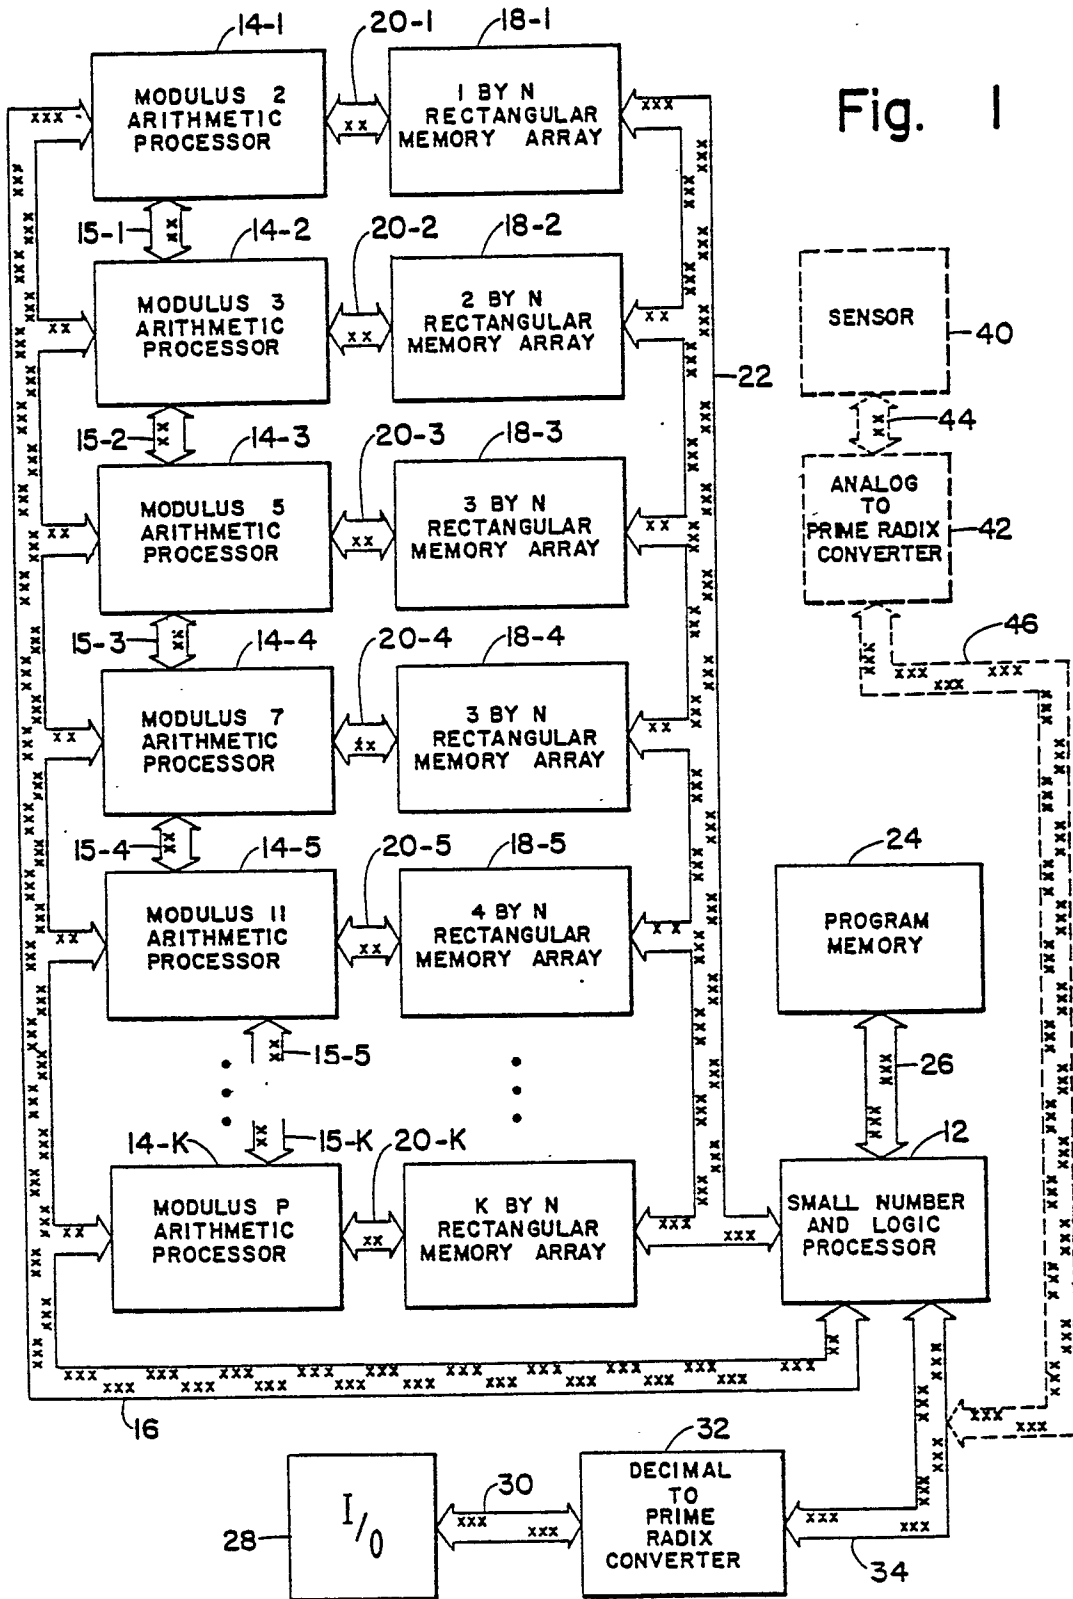 14-1
20-1
18-1
MODULUS 2
ARITHMETIC
PROCESSOR
1 BY N
RECTANGULAR
MEMORY ARRAY
Fig. 1
15-1
14-2
20-2
18-2
MODULUS 3
ARITHMETIC
PROCESSOR
2 BY N
RECTANGULAR
MEMORY ARRAY
22
SENSOR
40
44
15-2
14-3
20-3
18-3
MODULUS 5
ARITHMETIC
PROCESSOR
3 BY N
RECTANGULAR
MEMORY ARRAY
ANALOG
TO
PRIME RADIX
CONVERTER
42
46
15-3
14-4
20-4
18-4
MODULUS 7
ARITHMETIC
PROCESSOR
3 BY N
RECTANGULAR
MEMORY ARRAY
15-4
14-5
20-5
18-5
MODULUS 11
ARITHMETIC
PROCESSOR
4 BY N
RECTANGULAR
MEMORY ARRAY
24
PROGRAM
MEMORY
15-5
26
14-K
15-K
20-K
12
MODULUS P
ARITHMETIC
PROCESSOR
K BY N
RECTANGULAR
MEMORY ARRAY
SMALL NUMBER
AND LOGIC
PROCESSOR
16
32
28
I/O
30
DECIMAL
TO
PRIME
RADIX
CONVERTER
34